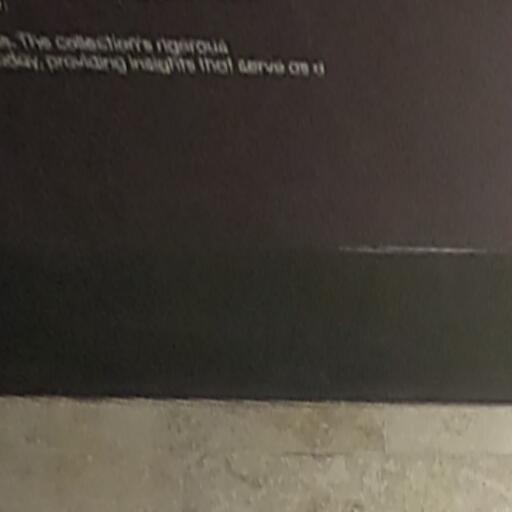 The collection's rigorous
providing insights that serve as a